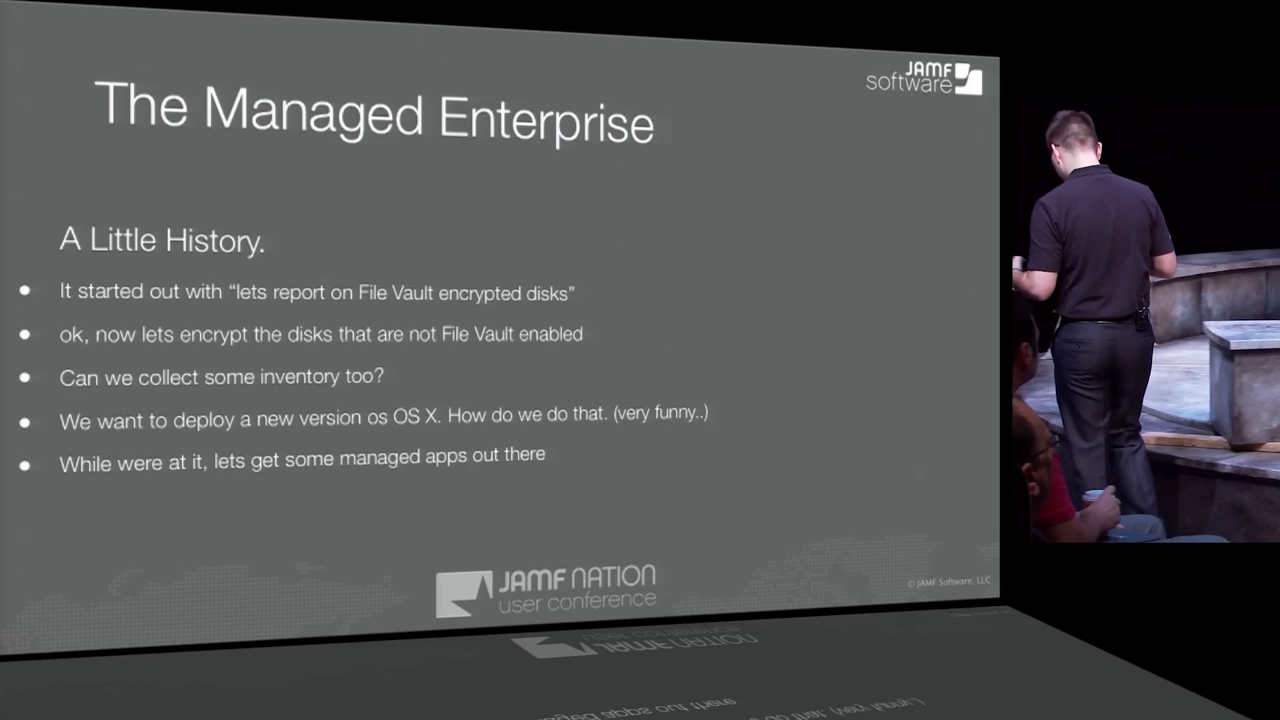 JAMF
software
The Managed Enterprise
A Little History.
It started out with “lets report on File Vault encrypted disks”
ok, now lets encrypt the disks that are not File Vault enabled
Can we collect some inventory too?
We want to deploy a new version os OS X. How do we do that. (very funny..)
While were at it, lets get some managed apps out there
JAMF NATION
user conference
© JAMF Software, LLC